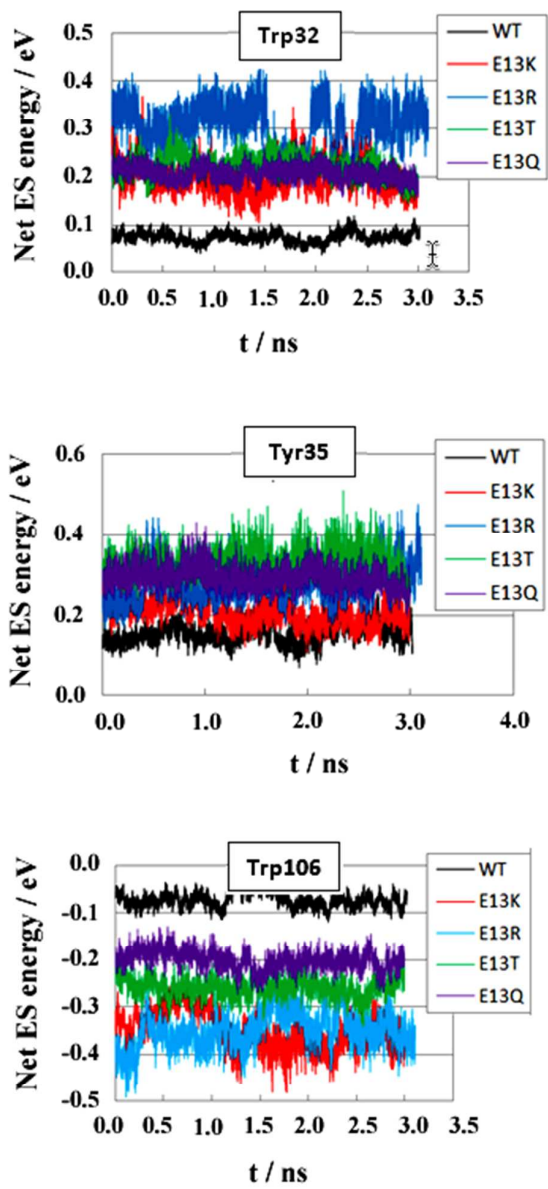 Trp32
Net ES energy / eV
0.5
0.4
0.3
0.2
0.1
0.0
0.0 0.5 1.0 1.5 2.0 2.5 3.0 3.5
t / ns
WT
E13K
E13R
E13T
E13Q
Tyr35
Net ES energy / eV
0.6
0.4
0.2
0.0
0.0 1.0 2.0 3.0 4.0
t / ns
WT
E13K
E13R
E13T
E13Q
Trp106
Net ES energy / eV
0.0
-0.1
-0.2
-0.3
-0.4
-0.5
0.0 0.5 1.0 1.5 2.0 2.5 3.0 3.5
t / ns
WT
E13K
E13R
E13T
E13Q